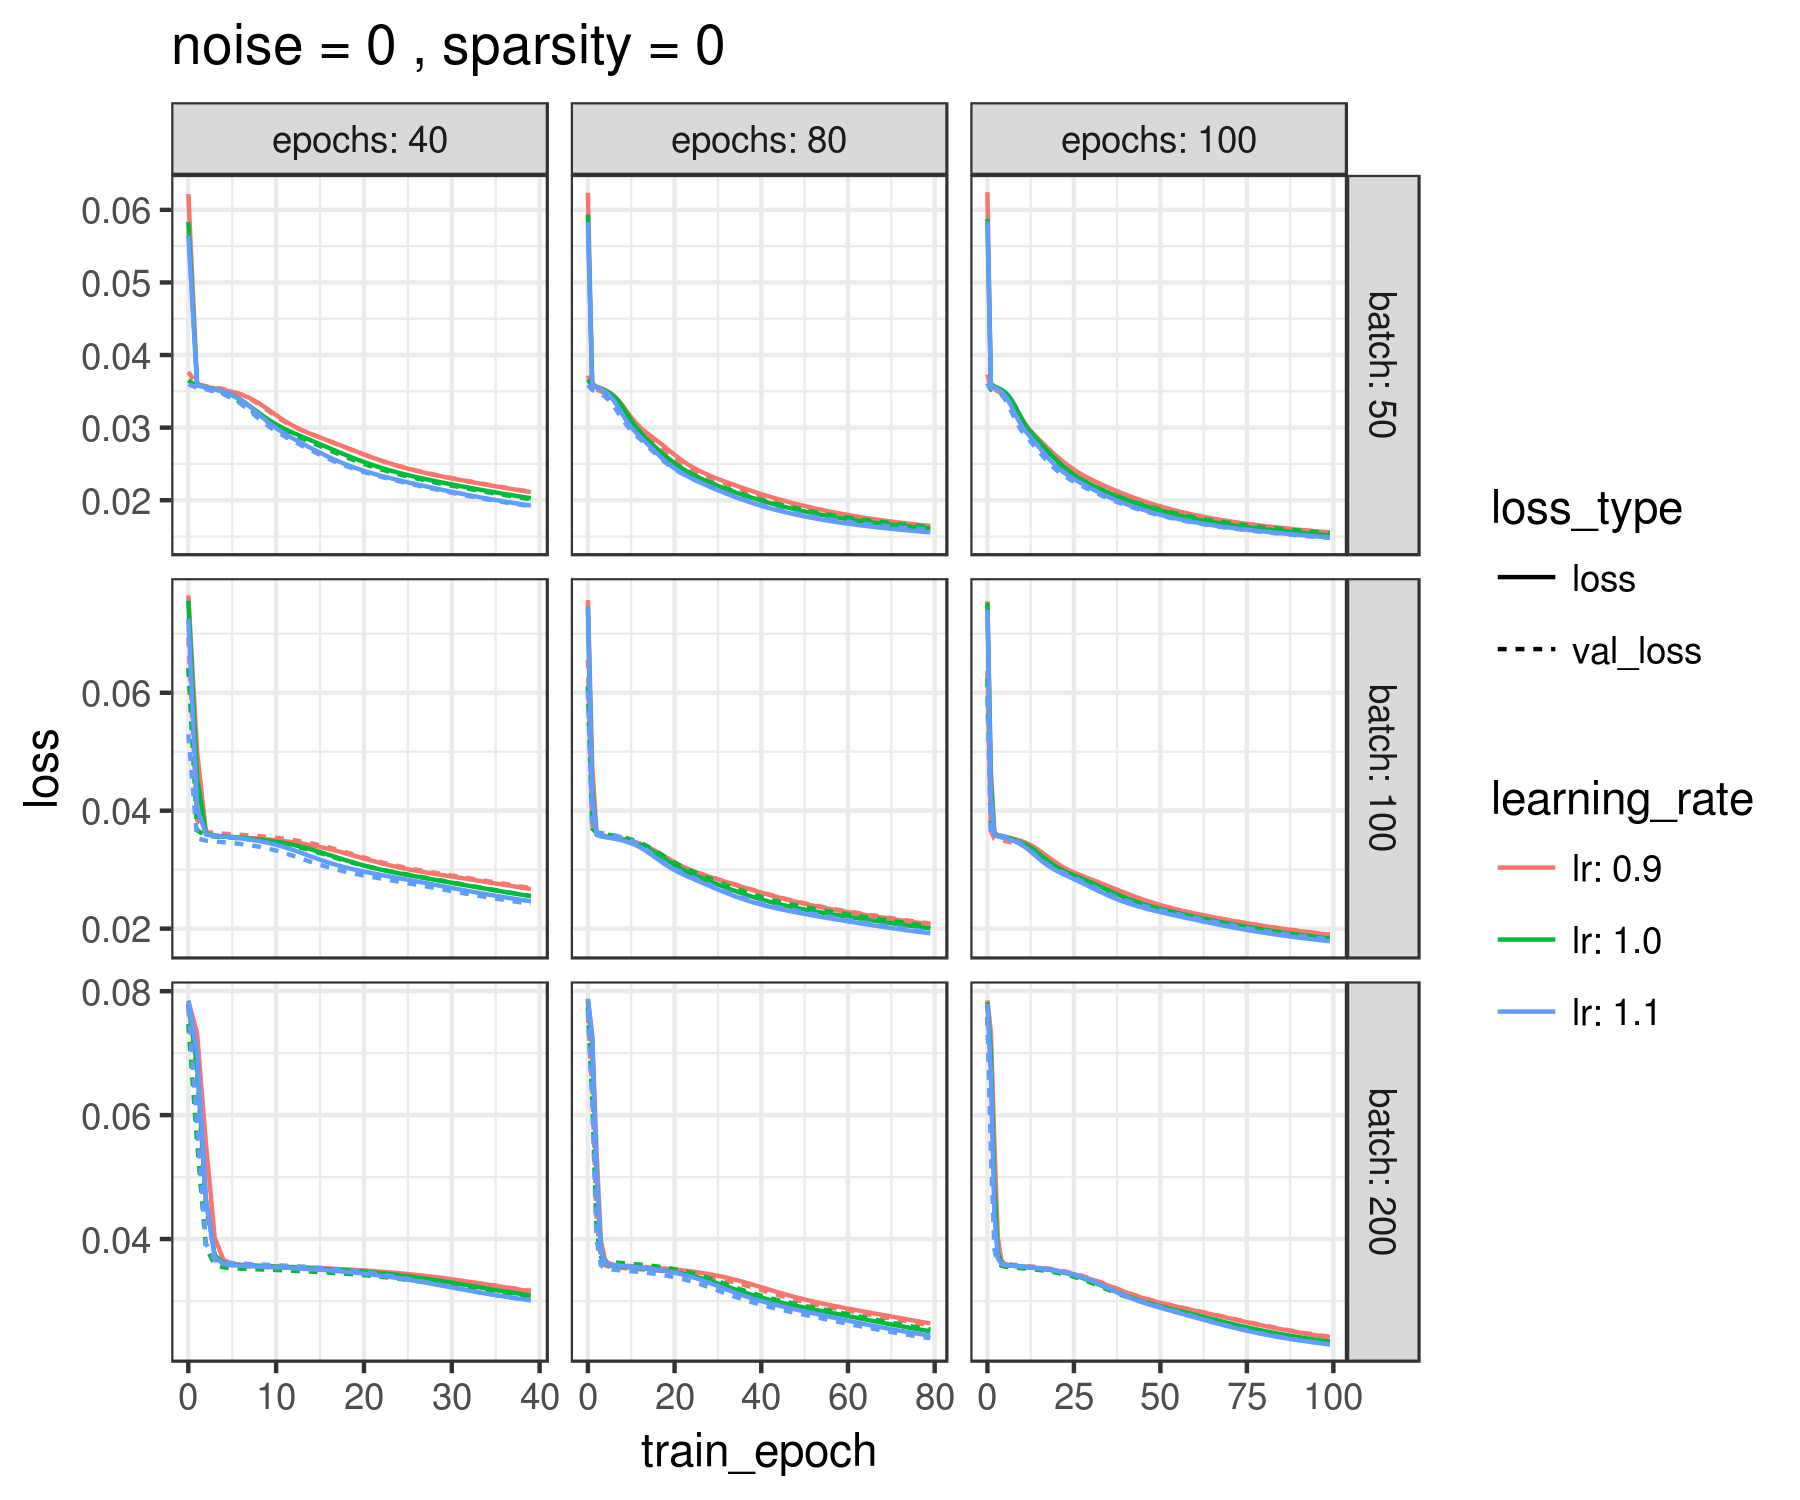 noise = 0 , sparsity = 0
epochs: 40
epochs: 80
epochs: 100
0.06
0.05
0.04
0.03
0.02
batch: 50
0.06
0.04
0.02
batch: 100
0.08
0.06
0.04
batch: 200
0 10 20 30 40
0 20 40 60 80
0 25 50 75 100
train_epoch
loss
loss_type
loss
val_loss
learning_rate
lr: 0.9
lr: 1.0
lr: 1.1